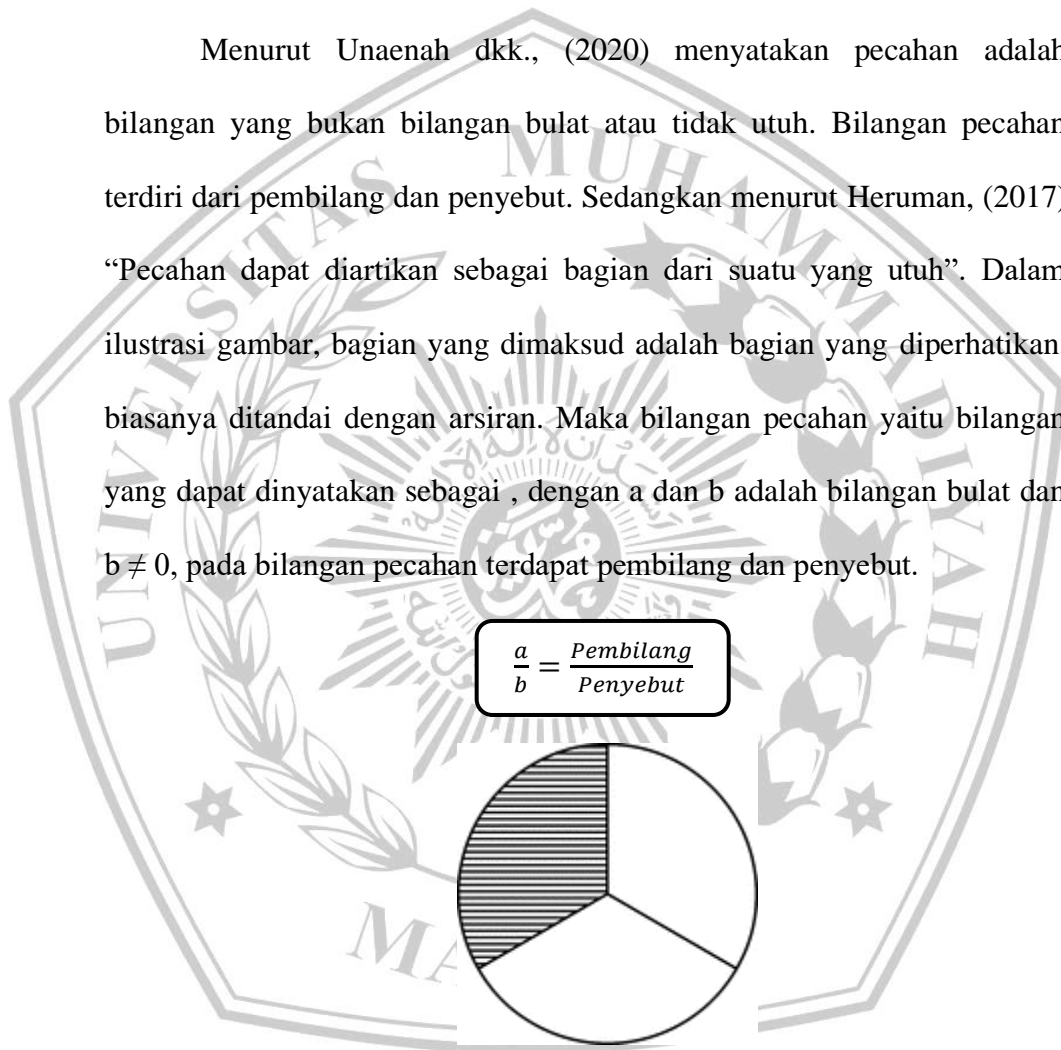 Menurut Unaenah dkk., (2020) menyatakan pecahan adalah
bilangan yang bukan bilangan bulat atau tidak utuh. Bilangan pecahan
terdiri dari pembilang dan penyebut. Sedangkan menurut Heruman, (2017)
“Pecahan dapat diartikan sebagai bagian dari suatu yang utuh”. Dalam
ilustrasi gambar, bagian yang dimaksud adalah bagian yang diperhatikan
biasanya ditandai dengan arsiran. Maka bilangan pecahan yaitu bilangan
yang dapat dinyatakan sebagai , dengan a dan b adalah bilangan bulat dan
b ≠ 0, pada bilangan pecahan terdapat pembilang dan penyebut.
a/b = Pembilang/Penyebut
UNIVERSITAS MUHAMMADIYAH
MA